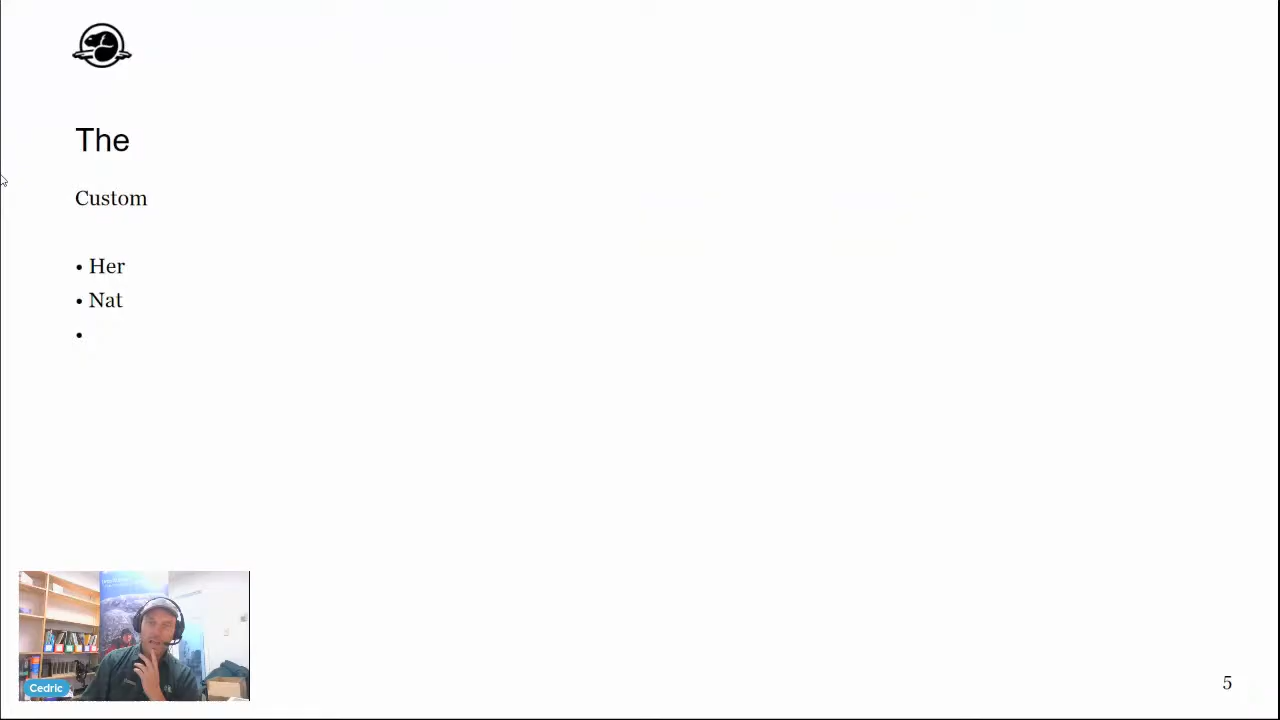 The
Custom
• Her
• Nat
•
Cedric
5